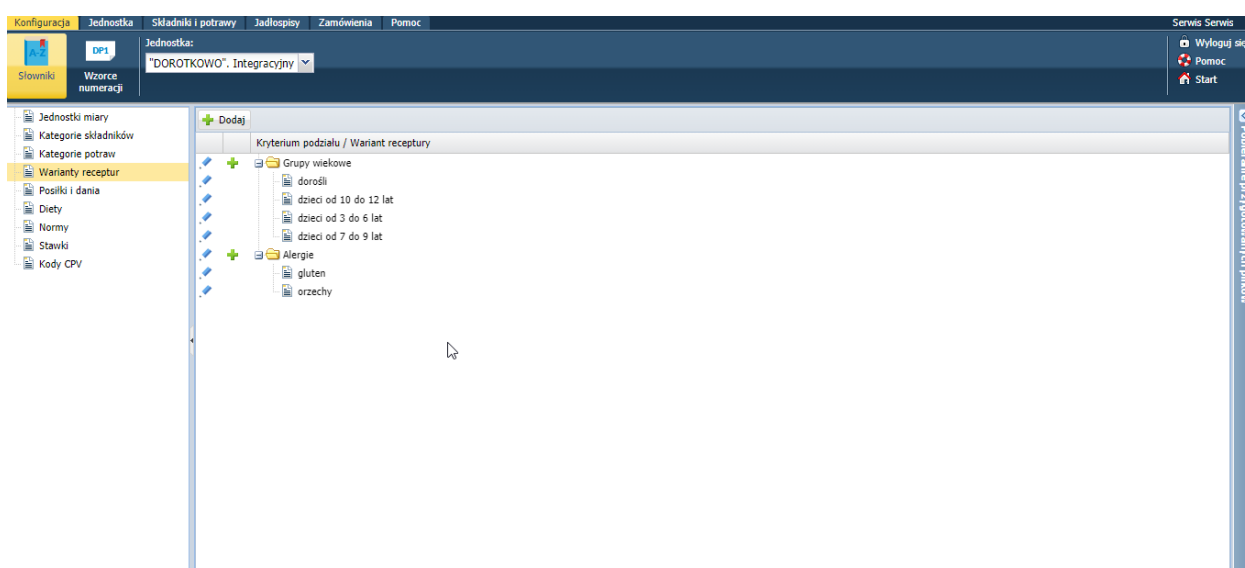 Konfiguracja Jednostka Składniki i potrawy Jadłospisy Zamówienia Pomoc Serwis Serwis
A-Z
Słowniki
DP1
Wzorce
numeracji
Jednostka:
"DOROTKOWO". Integracyjny
Wyloguj się
Pomoc
Start
Jednostki miary
Kategorie składników
Kategorie potraw
Warianty receptur
Posiłki i dania
Diety
Normy
Stawki
Kody CPV
Dodaj
Kryterium podziału / Wariant receptury
Grupy wiekowe
dorośli
dzieci od 10 do 12 lat
dzieci od 3 do 6 lat
dzieci od 7 do 9 lat
Alergie
gluten
orzechy
Pobieranie przygotowanych plików